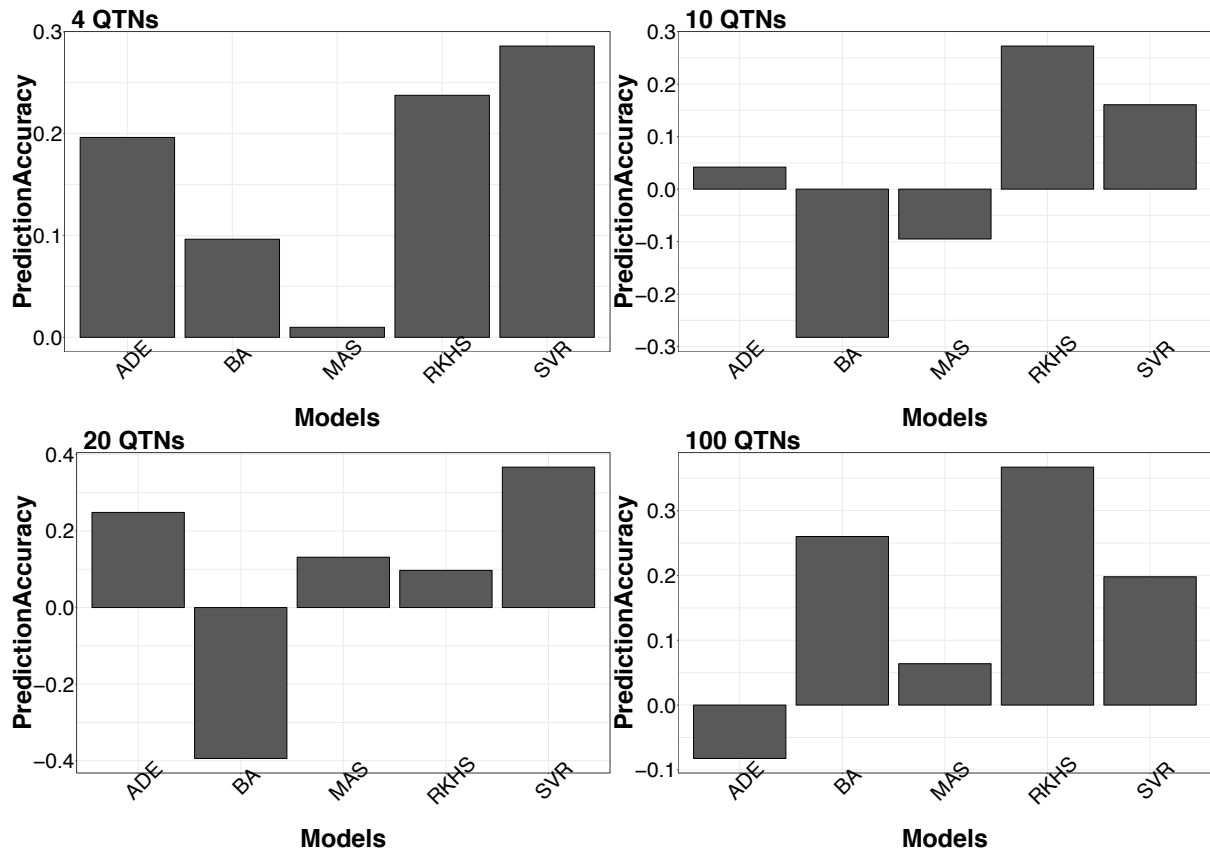 4 QTNs
PredictionAccuracy
0.3
0.2
0.1
0.0
ADE
BA
MAS
RKHS
SVR
Models
10 QTNs
PredictionAccuracy
0.3
0.2
0.1
0.0
−0.1
−0.2
−0.3
ADE
BA
MAS
RKHS
SVR
Models
20 QTNs
PredictionAccuracy
0.4
0.2
0.0
−0.2
−0.4
ADE
BA
MAS
RKHS
SVR
Models
100 QTNs
PredictionAccuracy
0.3
0.2
0.1
0.0
−0.1
ADE
BA
MAS
RKHS
SVR
Models